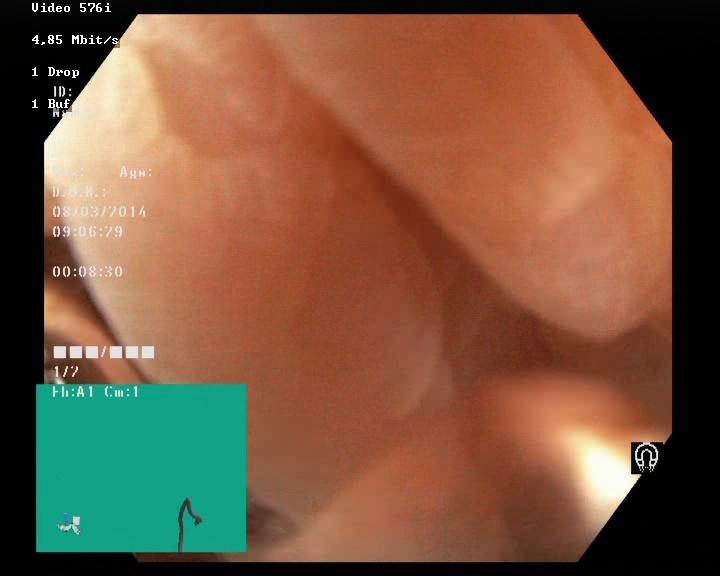 Video 576i
4,85 Mbit/s
1 Drop
ID:
1 Buf
Age:
D.O.B.:
08/03/2014
09:06:29
00:08:30
■■■/■■■
1/2
Ph:A1 Cm:1